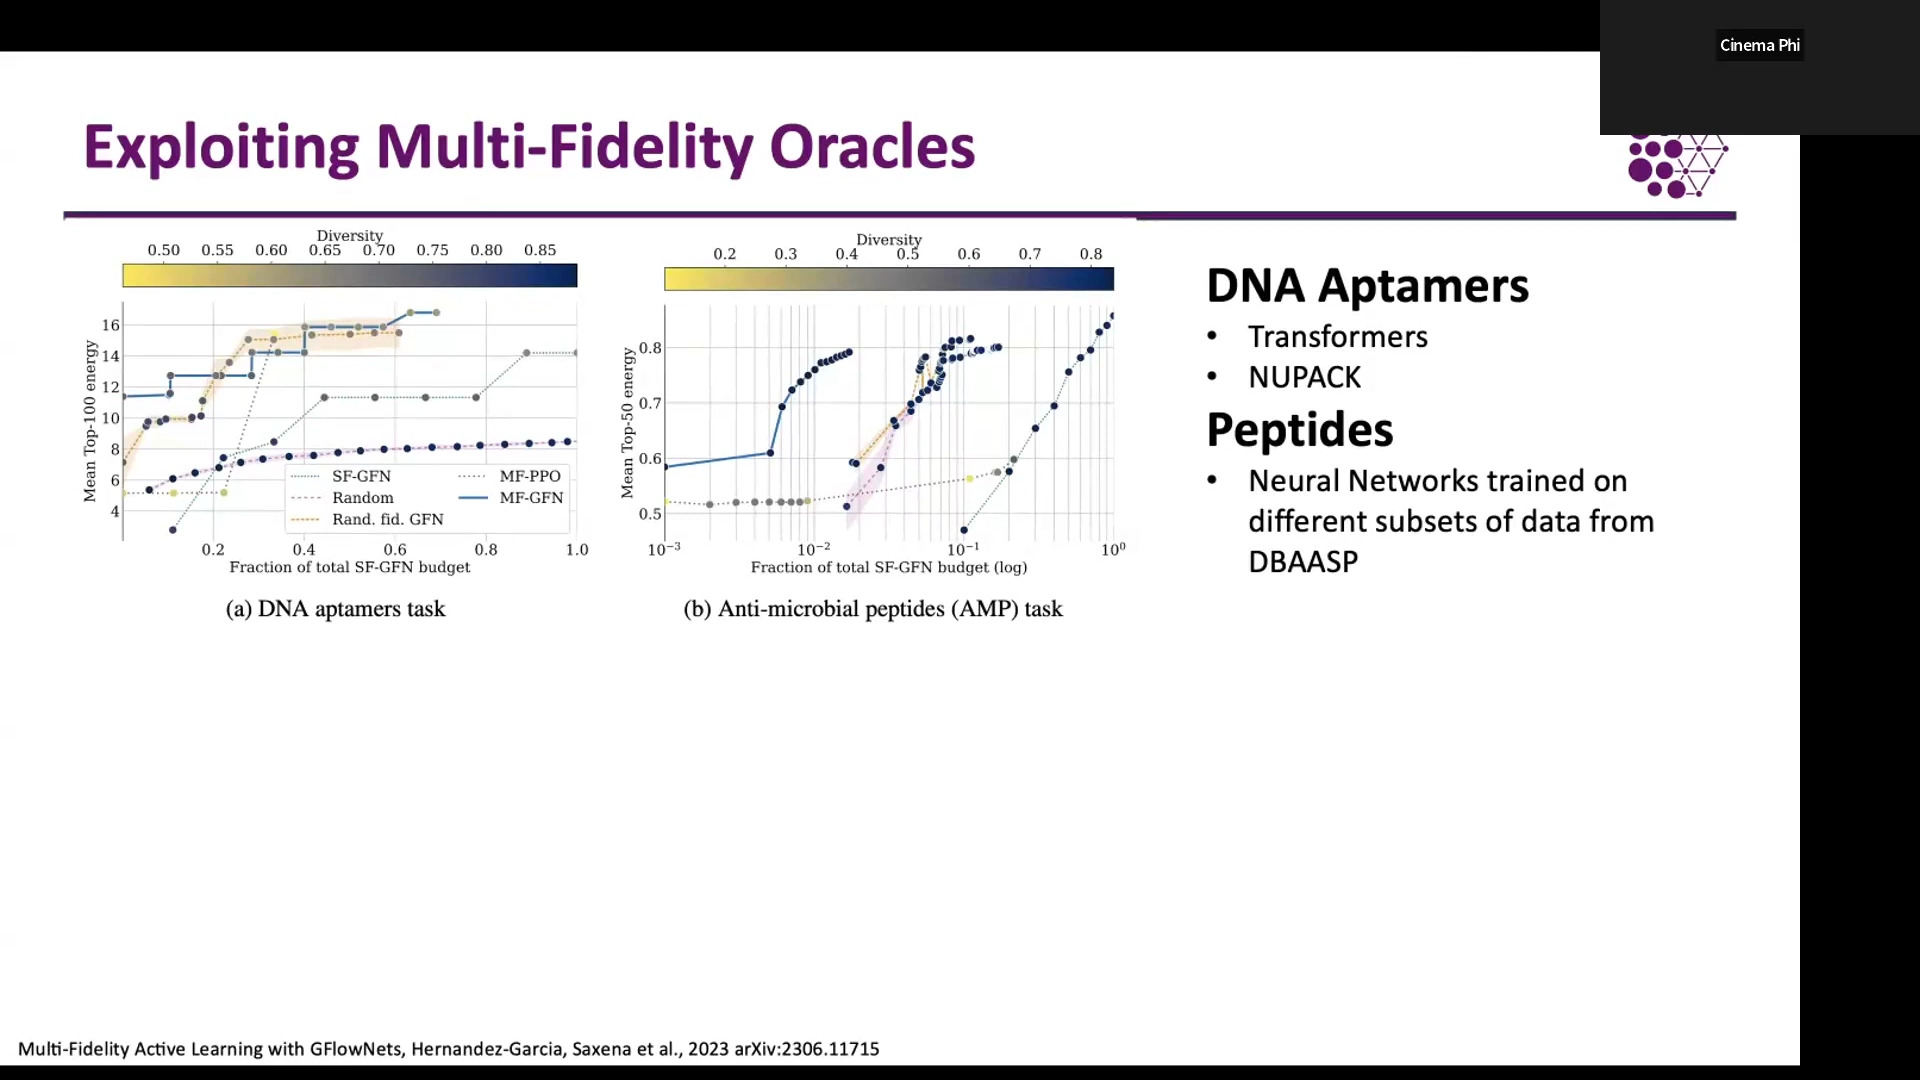 Cinema Phi
Exploiting Multi-Fidelity Oracles
Diversity
0.50 0.55 0.60 0.65 0.70 0.75 0.80 0.85
Mean Top-100 energy
16
14
12
10
8
6
4
SF-GFN
Random
Rand. fid. GFN
MF-PPO
MF-GFN
0.2 0.4 0.6 0.8 1.0
Fraction of total SF-GFN budget
(a) DNA aptamers task
Diversity
0.2 0.3 0.4 0.5 0.6 0.7 0.8
Mean Top-50 energy
0.8
0.7
0.6
0.5
10⁻³ 10⁻² 10⁻¹ 10⁰
Fraction of total SF-GFN budget (log)
(b) Anti-microbial peptides (AMP) task
DNA Aptamers
• Transformers
• NUPACK
Peptides
• Neural Networks trained on
different subsets of data from
DBAASP
Multi-Fidelity Active Learning with GFlowNets, Hernandez-Garcia, Saxena et al., 2023 arXiv:2306.11715